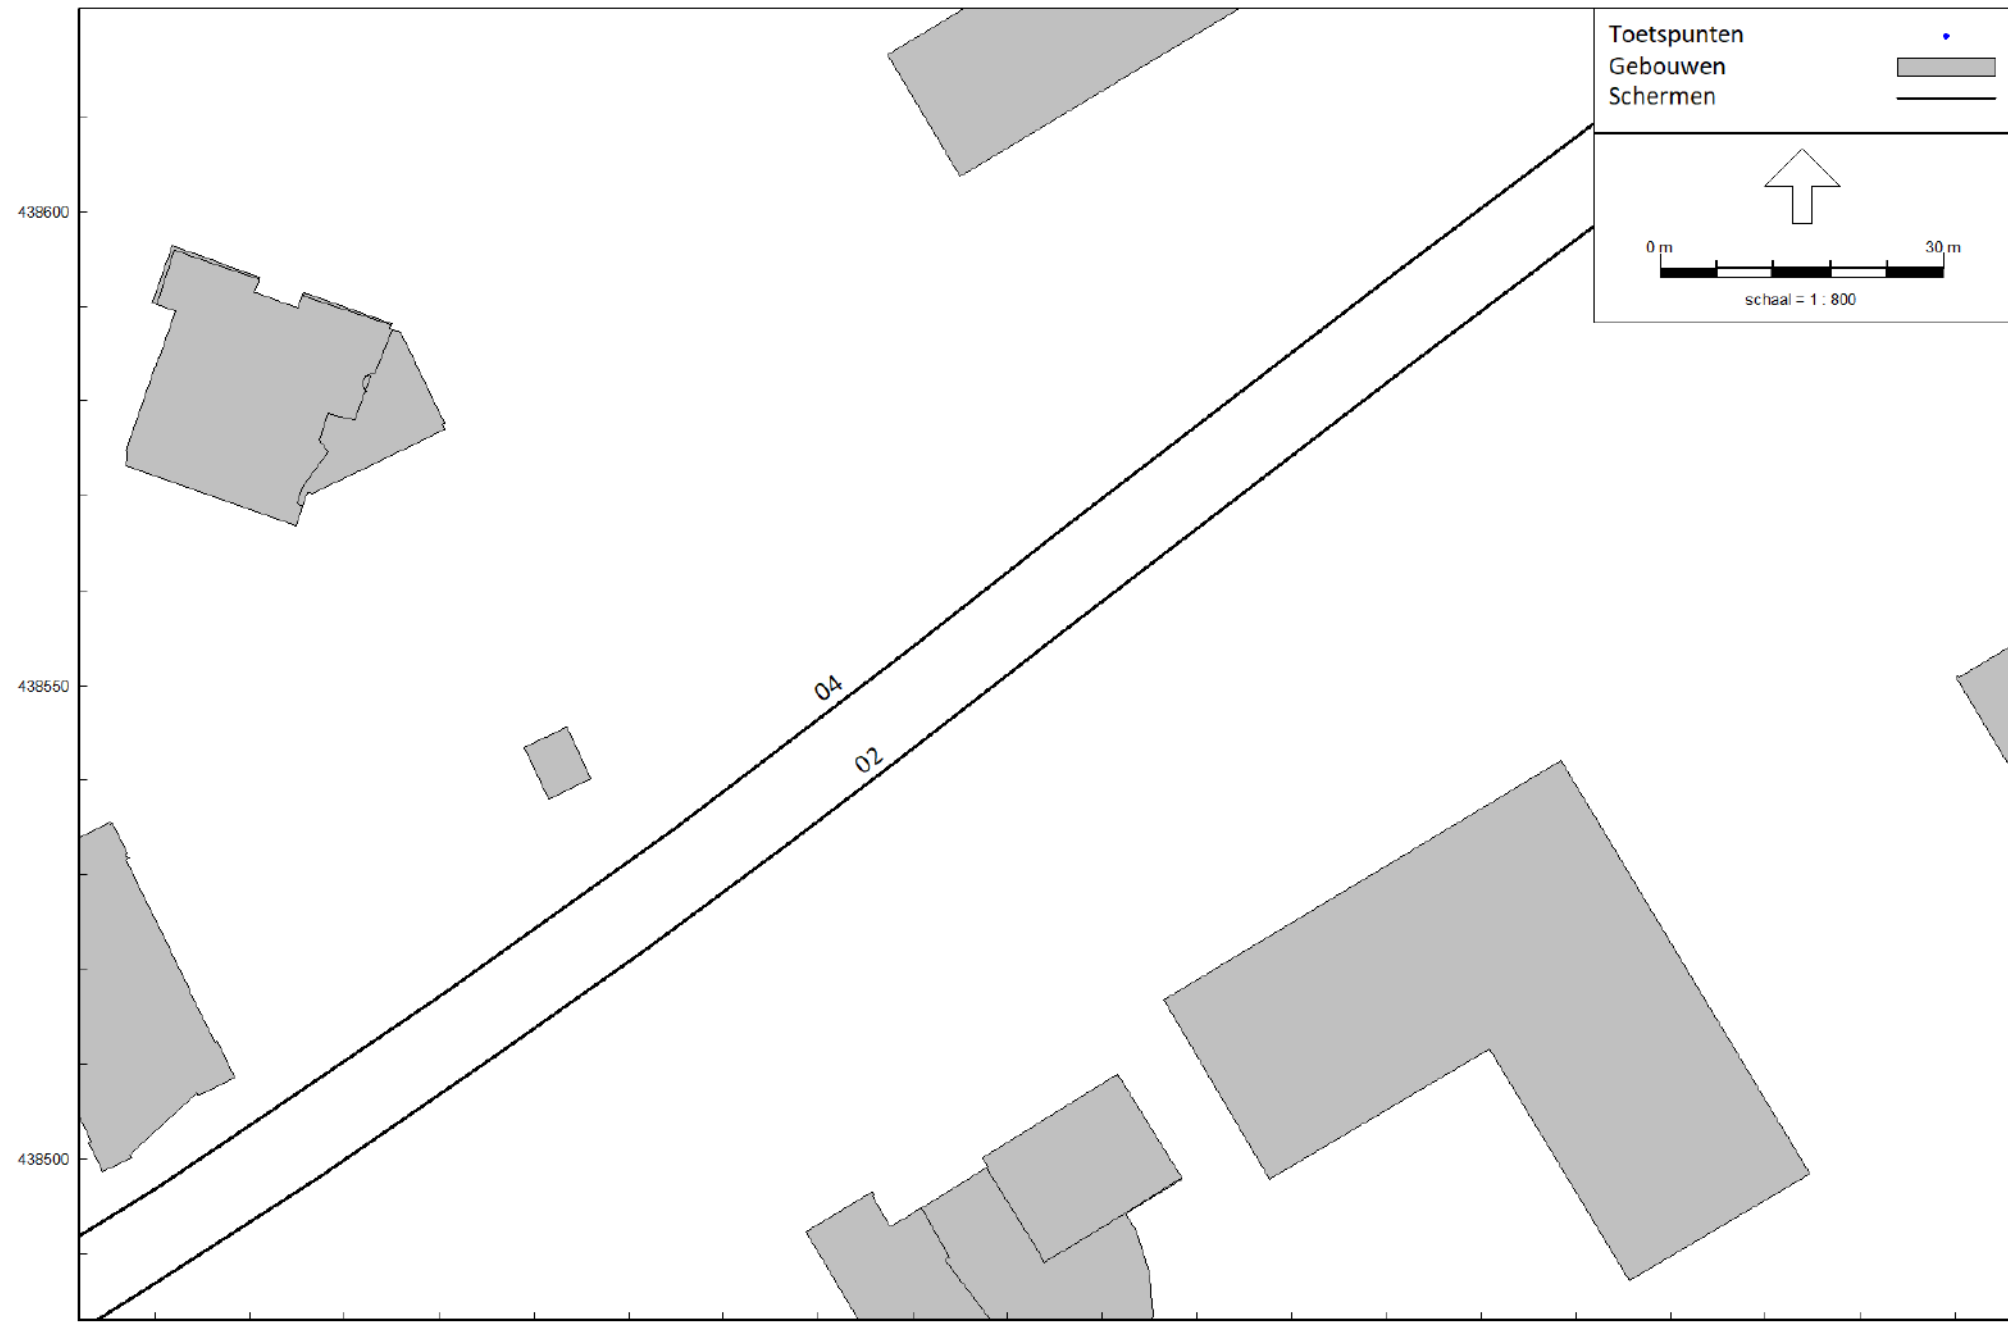 Toetspunten
Gebouwen
Schermen
438600
0 m 30 m
schaal = 1 : 800
04
438550
02
438500